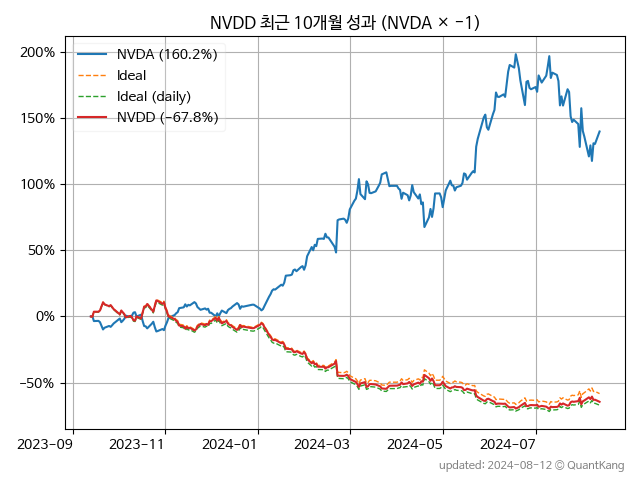 NVDD 최근 10개월 성과 (NVDA × −1)
200%
150%
100%
50%
0%
−50%
NVDA (160.2%)
Ideal
Ideal (daily)
NVDD (−67.8%)
2023-09 2023-11 2024-01 2024-03 2024-05 2024-07
updated: 2024-08-12 © QuantKang